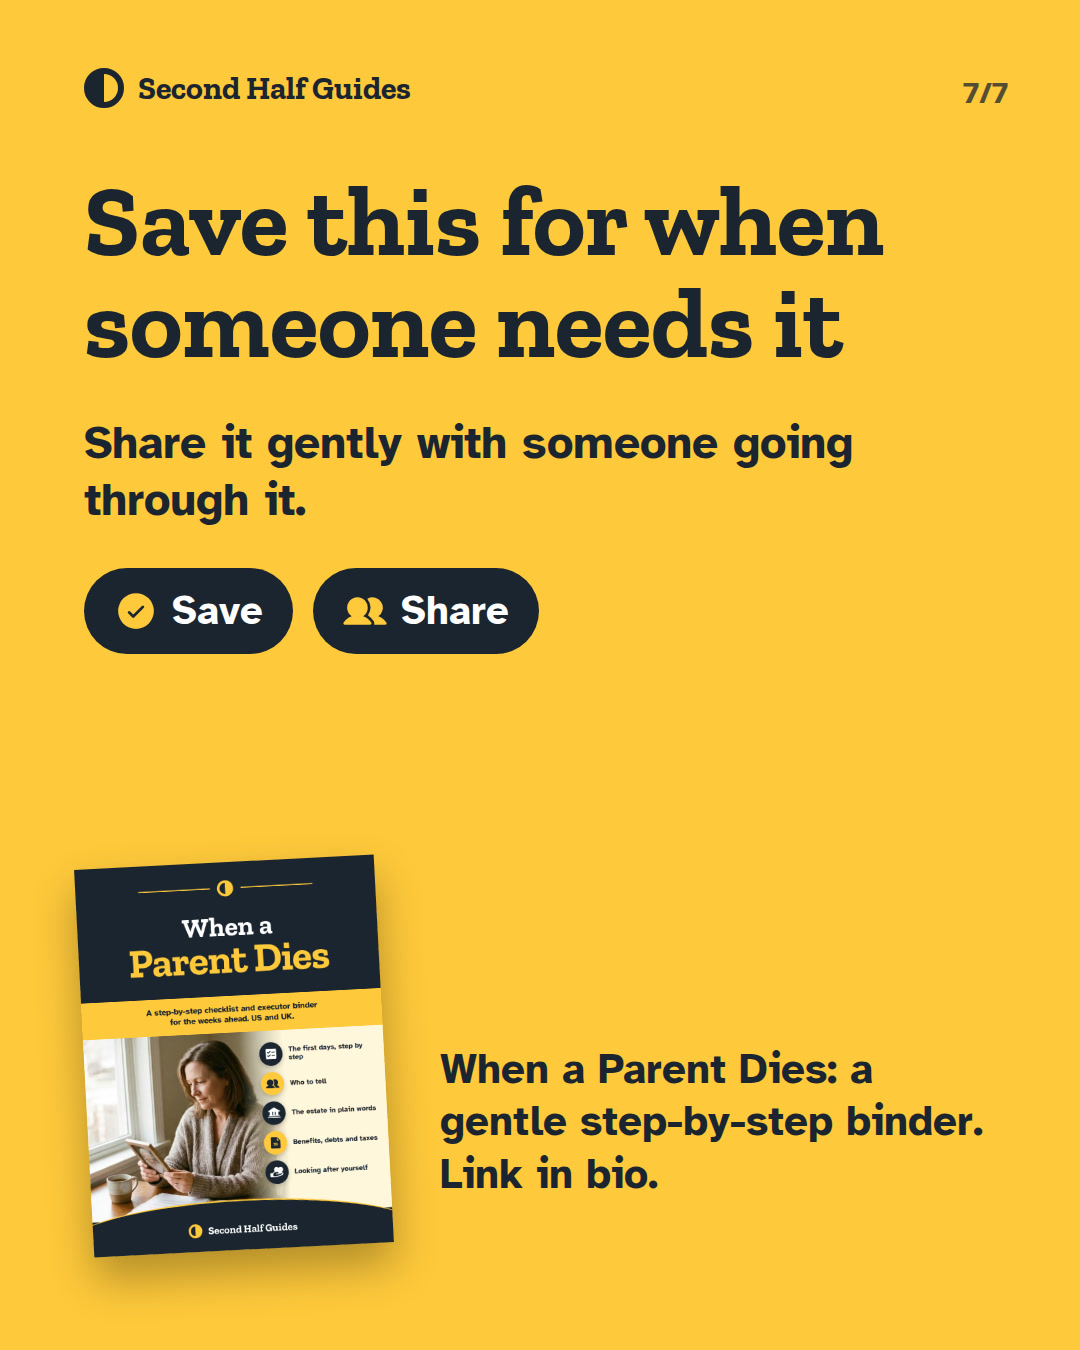 Second Half Guides
7/7
Save this for when
someone needs it
Share it gently with someone going
through it.
Save
Share
When a
Parent Dies
A step-by-step checklist and executor binder
for the weeks ahead. US and UK.
The first days, step by
step
Who to tell
The estate in plain words
Benefits, debts and taxes
Looking after yourself
Second Half Guides
When a Parent Dies: a
gentle step-by-step binder.
Link in bio.